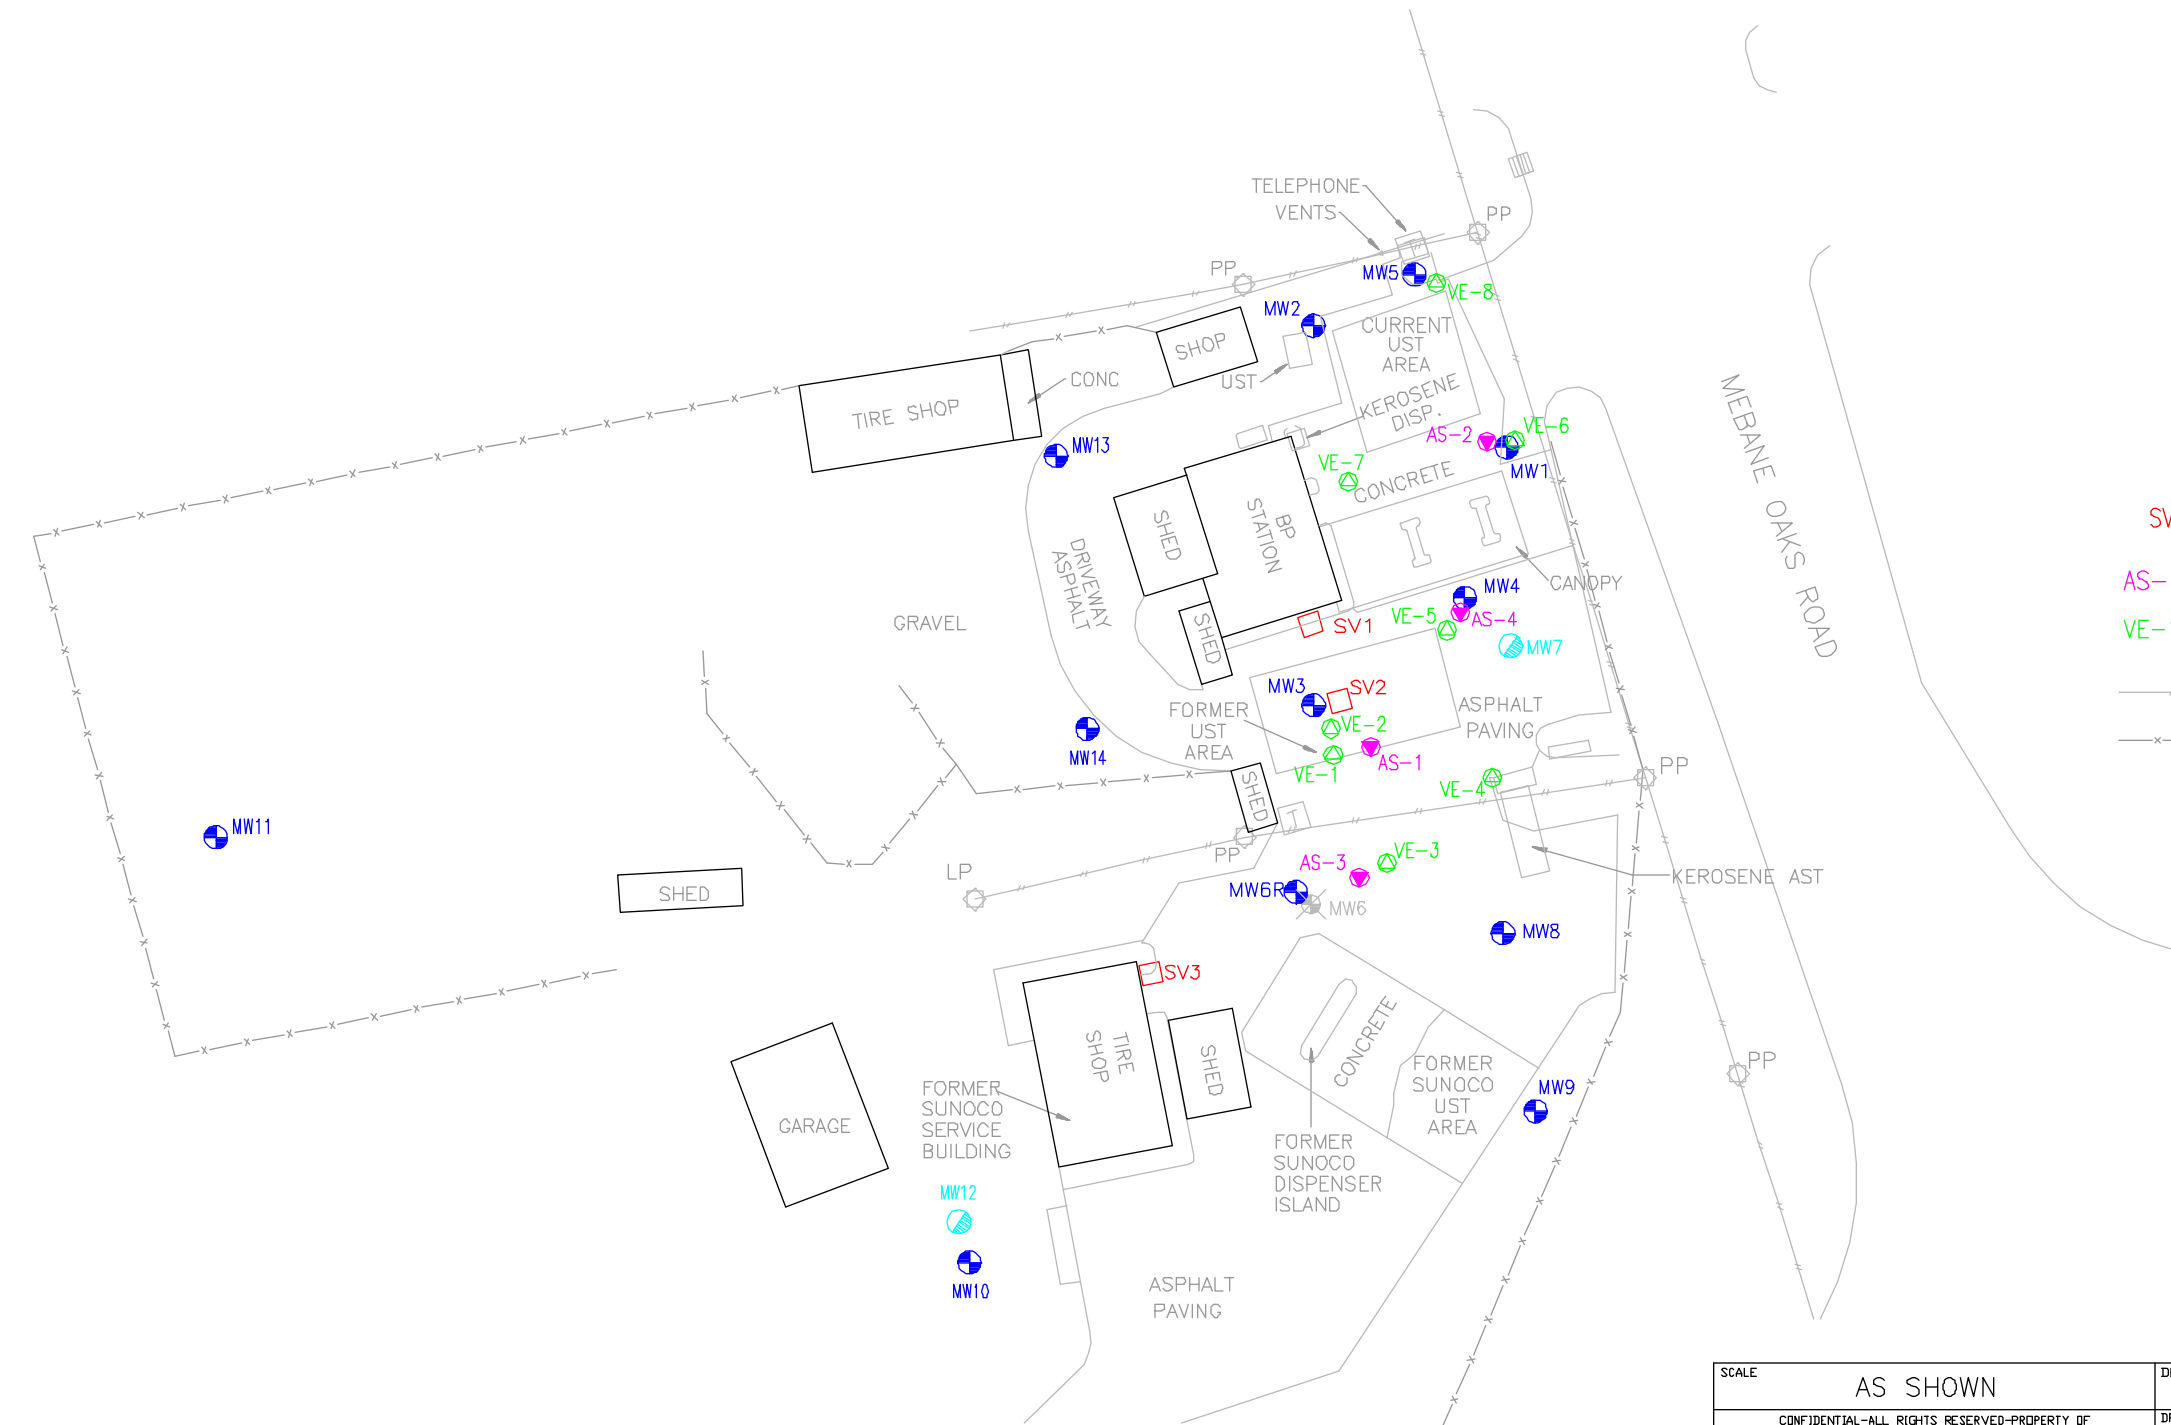 TELEPHONE
VENTS
PP
PP
MW5
VE-8
MW2
CURRENT
UST
AREA
SHOP
UST
CONC
TIRE SHOP
KEROSENE
DISP.
AS-2
VE-6
MW1
MW13
VE-7
CONCRETE
MEBANE OAKS ROAD
SHED
BP
STATION
DRIVEWAY
ASPHALT
CANOPY
MW4
VE-5
AS-4
GRAVEL
SHED
SV1
MW7
MW3
SV2
FORMER
UST
AREA
VE-2
ASPHALT
PAVING
MW14
VE-1
AS-1
VE-4
PP
SHED
MW11
PP
LP
AS-3
VE-3
KEROSENE AST
SHED
MW6R
MW6
MW8
SV3
TIRE
SHOP
SHED
CONCRETE
FORMER
SUNOCO
UST
AREA
PP
MW9
GARAGE
FORMER
SUNOCO
SERVICE
BUILDING
FORMER
SUNOCO
DISPENSER
ISLAND
MW12
MW10
ASPHALT
PAVING
SV
AS-
VE-
SCALE
AS SHOWN
CONFIDENTIAL-ALL RIGHTS RESERVED-PROPERTY OF